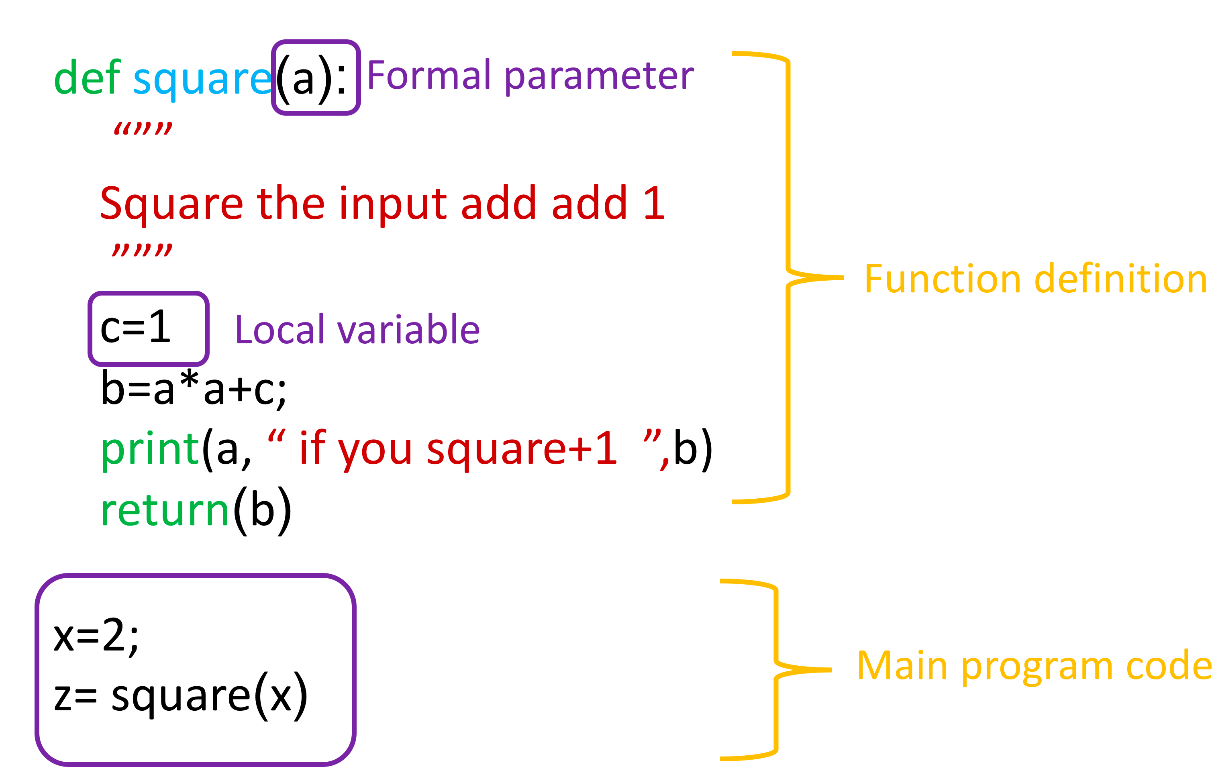 def square(a): Formal parameter
“””
Square the input add add 1
”””
c=1 Local variable
Function definition
b=a*a+c;
print(a, “ if you square+1 ”,b)
return(b)
x=2;
Main program code
z= square(x)